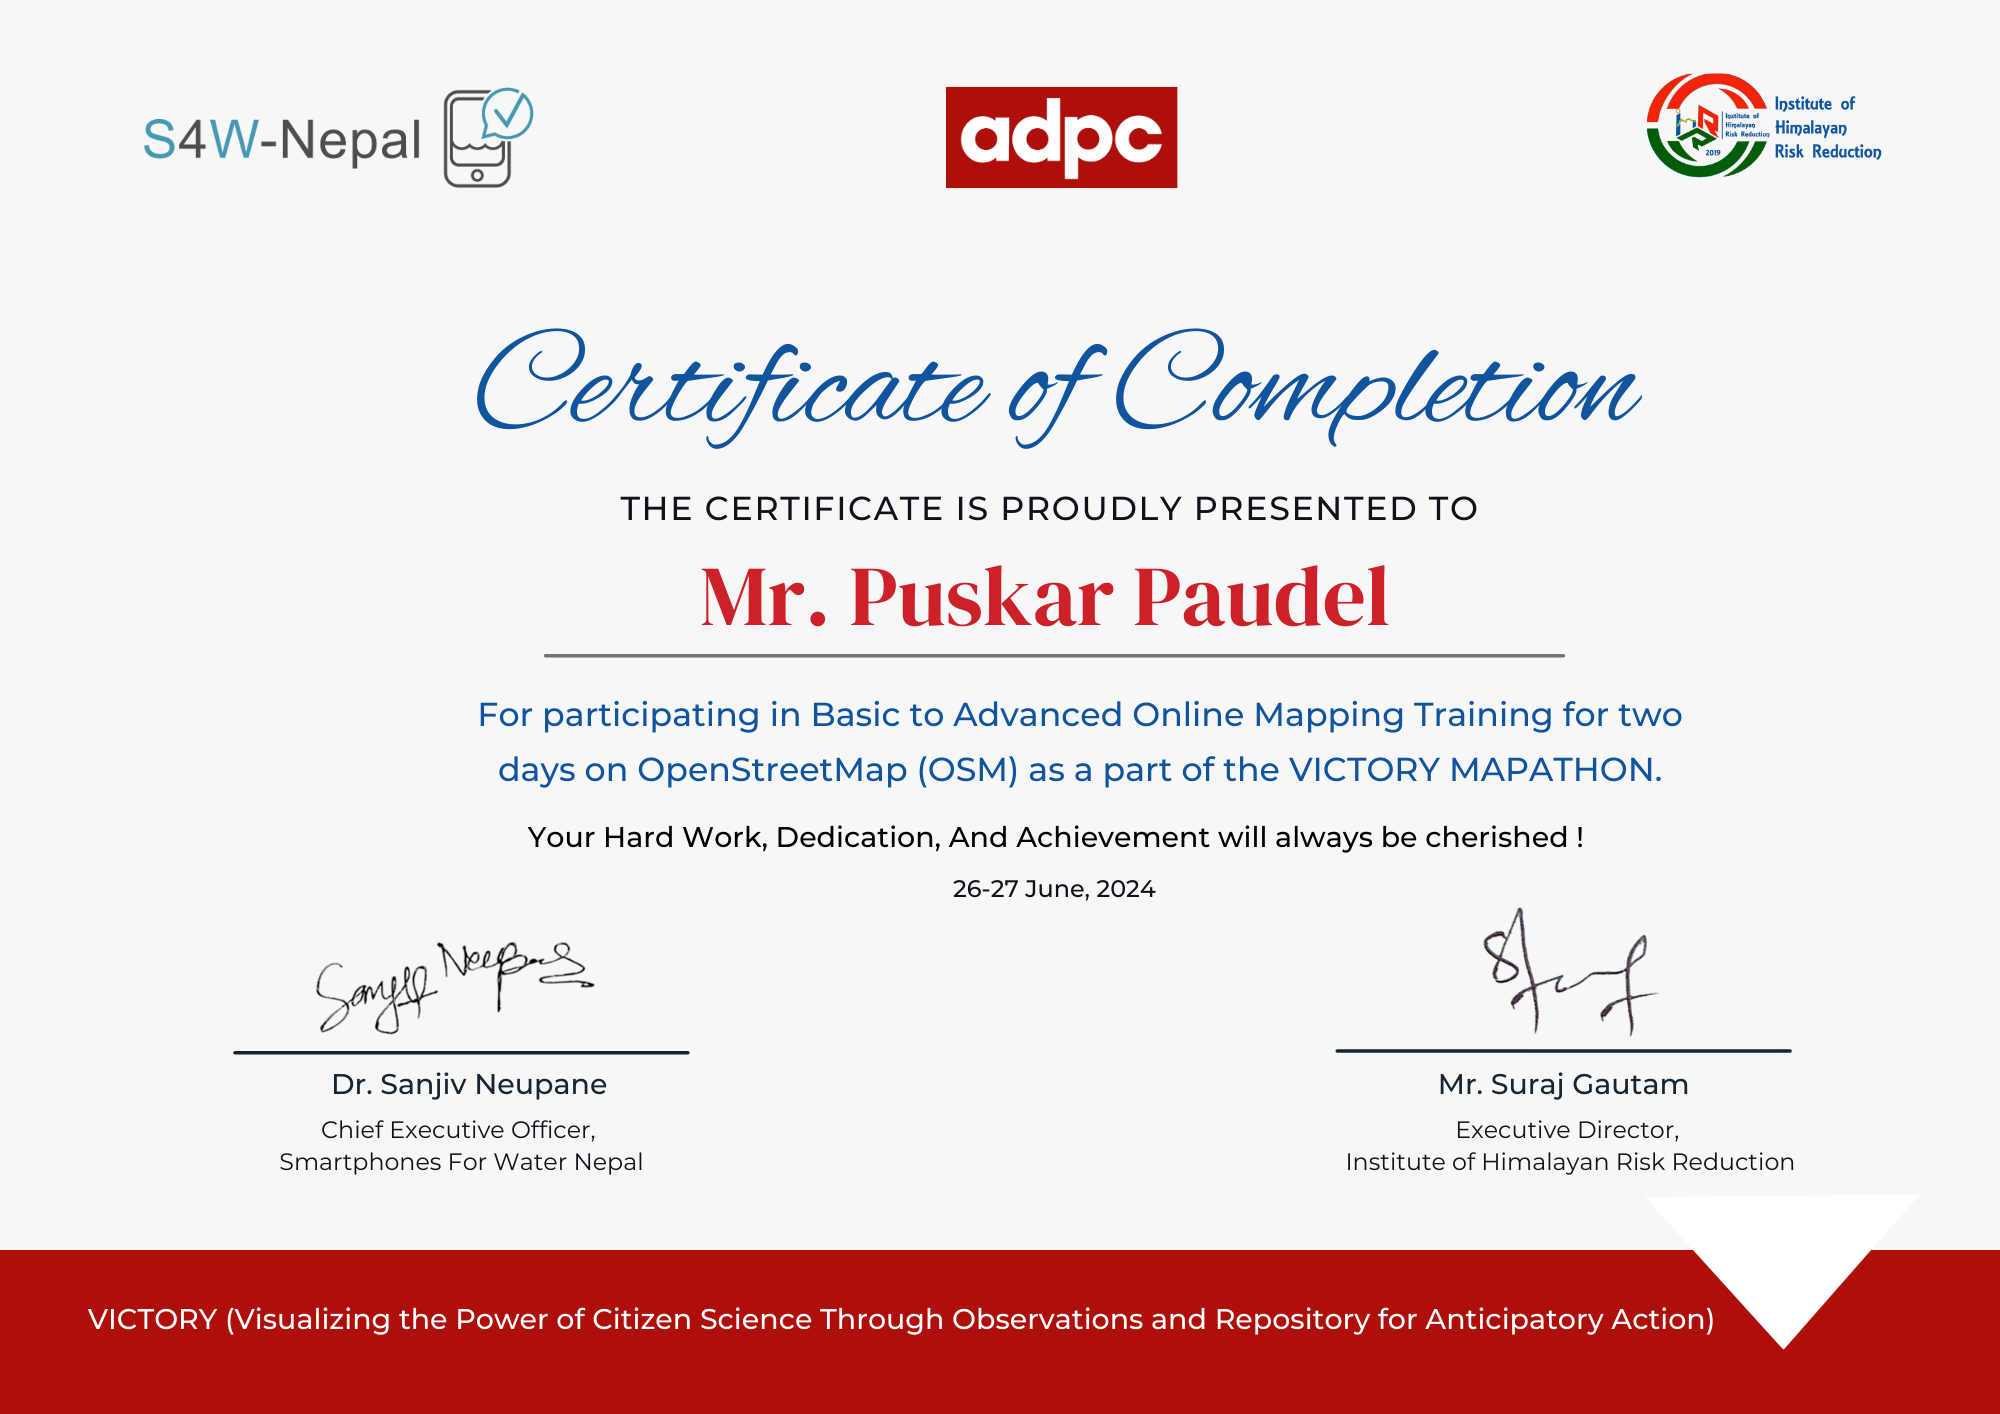 S4W-Nepal
adpc
Institute of
Himalayan
Risk Reduction
2019
Institute of
Himalayan
Risk Reduction
Certificate of Completion
THE CERTIFICATE IS PROUDLY PRESENTED TO
Mr. Puskar Paudel
For participating in Basic to Advanced Online Mapping Training for two
days on OpenStreetMap (OSM) as a part of the VICTORY MAPATHON.
Your Hard Work, Dedication, And Achievement will always be cherished !
26-27 June, 2024
Sanjiv Neupane
Dr. Sanjiv Neupane
Chief Executive Officer,
Smartphones For Water Nepal
Mr. Suraj Gautam
Executive Director,
Institute of Himalayan Risk Reduction
VICTORY (Visualizing the Power of Citizen Science Through Observations and Repository for Anticipatory Action)